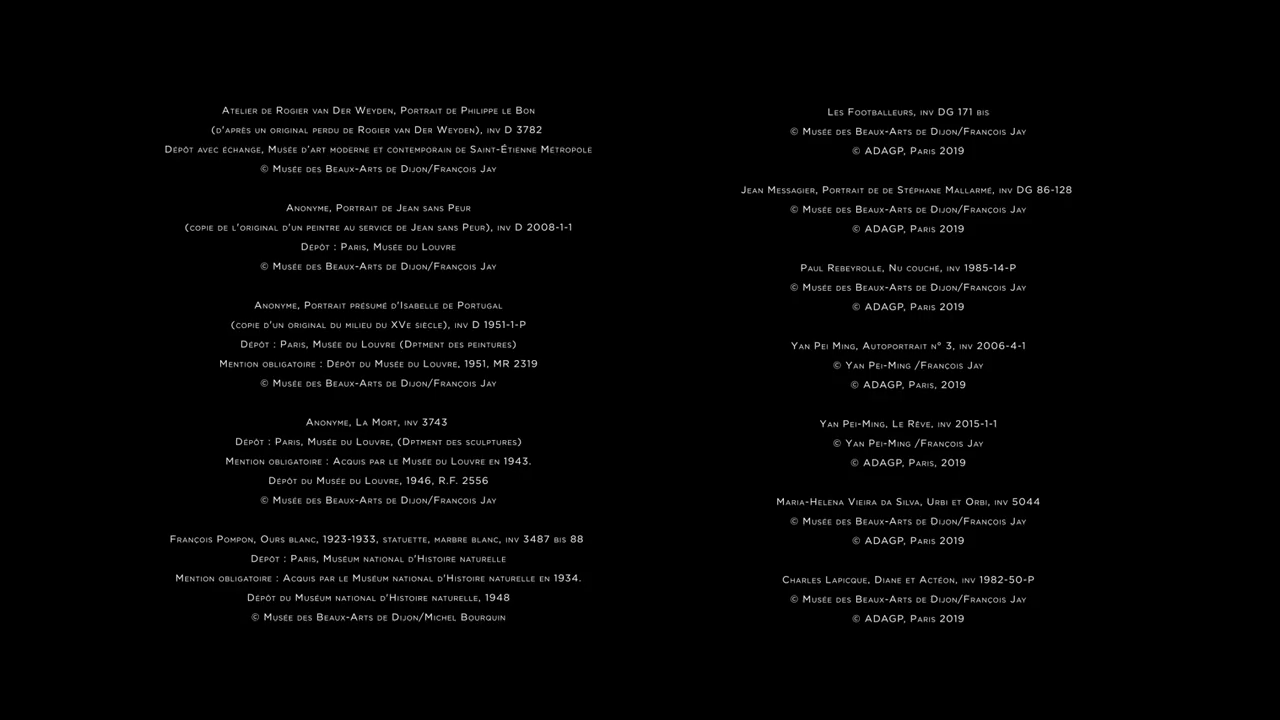 Atelier de Rogier van Der Weyden, Portrait de Philippe le Bon
(d'après un original perdu de Rogier van Der Weyden), inv D 3782
Dépôt avec échange, Musée d'art moderne et contemporain de Saint-Étienne Métropole
© Musée des Beaux-Arts de Dijon/François Jay
Anonyme, Portrait de Jean sans Peur
(copie de l'original d'un peintre au service de Jean sans Peur), inv D 2008-1-1
Dépôt : Paris, Musée du Louvre
© Musée des Beaux-Arts de Dijon/François Jay
Anonyme, Portrait présumé d'Isabelle de Portugal
(copie d'un original du milieu du XVe siècle), inv D 1951-1-P
Dépôt : Paris, Musée du Louvre (Dptment des peintures)
Mention obligatoire : Dépôt du Musée du Louvre, 1951, MR 2319
© Musée des Beaux-Arts de Dijon/François Jay
Anonyme, La Mort, inv 3743
Dépôt : Paris, Musée du Louvre, (Dptment des sculptures)
Mention obligatoire : Acquis par le Musée du Louvre en 1943.
Dépôt du Musée du Louvre, 1946, R.F. 2556
© Musée des Beaux-Arts de Dijon/François Jay
François Pompon, Ours blanc, 1923-1933, statuette, marbre blanc, inv 3487 bis 88
Dépôt : Paris, Muséum national d'Histoire naturelle
Mention obligatoire : Acquis par le Muséum national d'Histoire naturelle en 1934.
Dépôt du Muséum national d'Histoire naturelle, 1948
© Musée des Beaux-Arts de Dijon/Michel Bourquin
Les Footballeurs, inv DG 171 bis
© Musée des Beaux-Arts de Dijon/François Jay
© ADAGP, Paris 2019
Jean Messagier, Portrait de de Stéphane Mallarmé, inv DG 86-128
© Musée des Beaux-Arts de Dijon/François Jay
© ADAGP, Paris 2019
Paul Rebeyrolle, Nu couché, inv 1985-14-P
© Musée des Beaux-Arts de Dijon/François Jay
© ADAGP, Paris 2019
Yan Pei Ming, Autoportrait n° 3, inv 2006-4-1
© Yan Pei-Ming /François Jay
© ADAGP, Paris, 2019
Yan Pei-Ming, Le Rêve, inv 2015-1-1
© Yan Pei-Ming /François Jay
© ADAGP, Paris, 2019
Maria-Helena Vieira da Silva, Urbi et Orbi, inv 5044
© Musée des Beaux-Arts de Dijon/François Jay
© ADAGP, Paris 2019
Charles Lapicque, Diane et Actéon, inv 1982-50-P
© Musée des Beaux-Arts de Dijon/François Jay
© ADAGP, Paris 2019